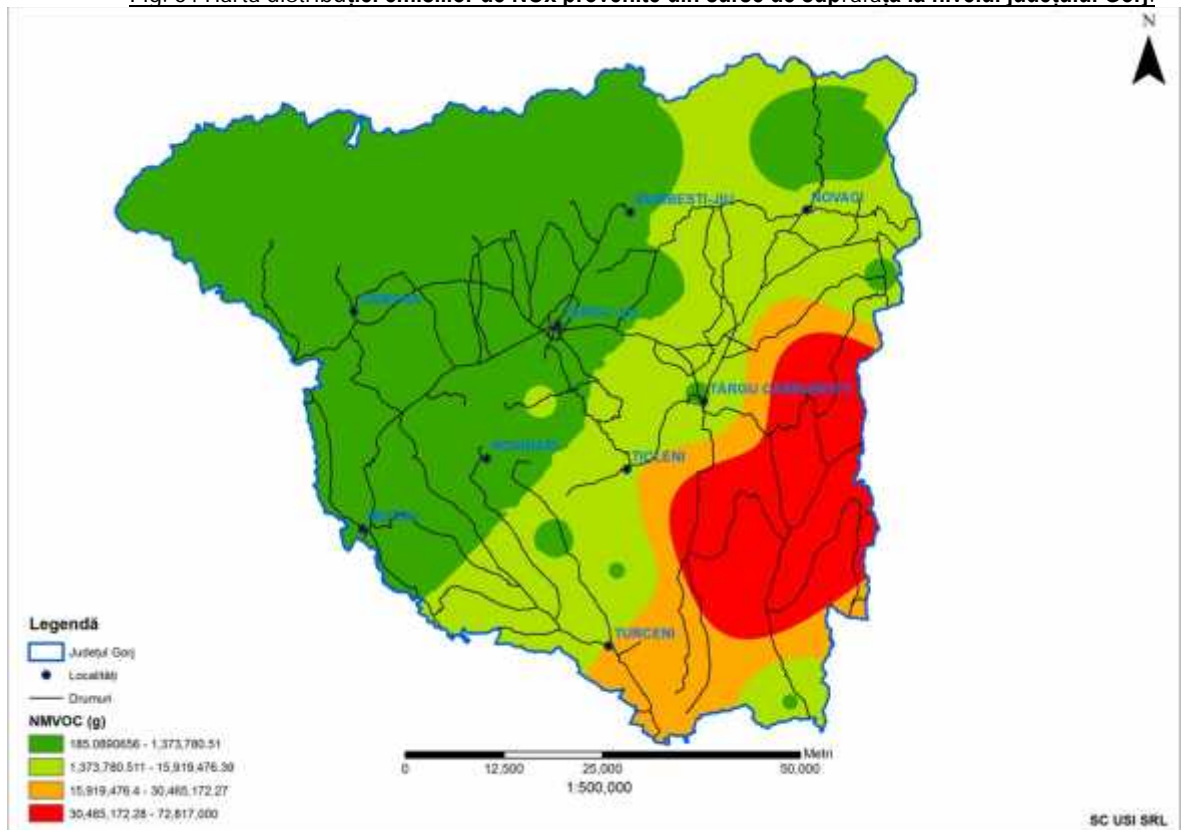 Harta distribuției emisiilor de NOx provenite din surse de suprafață la nivelul județului Gorj.
N
NOVACI
TÂRGU CĂRBUNEȘTI
ȚICLENI
TURCENI
Legendă
Județul Gorj
Localități
Drumuri
NMVOC (g)
185.0890656 - 1,373,780.51
1,373,780.511 - 15,919,476.39
15,919,476.4 - 30,465,172.27
30,465,172.28 - 72,817,000
Metri
0 12,500 25,000 50,000
1:500,000
SC USI SRL